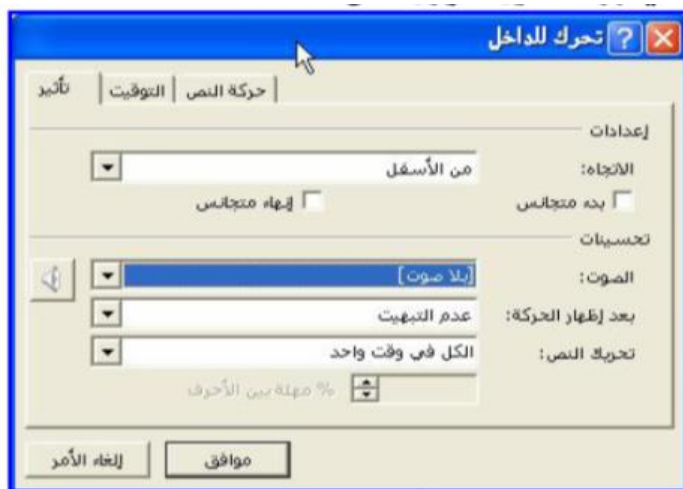 تحرك للداخل
تأثير التوقيت حركة النص
إعدادات
الاتجاه: من الأسفل
بدء متجانس إنهاء متجانس
تحسينات
الصوت: [بلا صوت]
بعد إظهار الحركة: عدم التبهيت
تحريك النص: الكل في وقت واحد
% مهلة بين الأحرف
موافق إلغاء الأمر